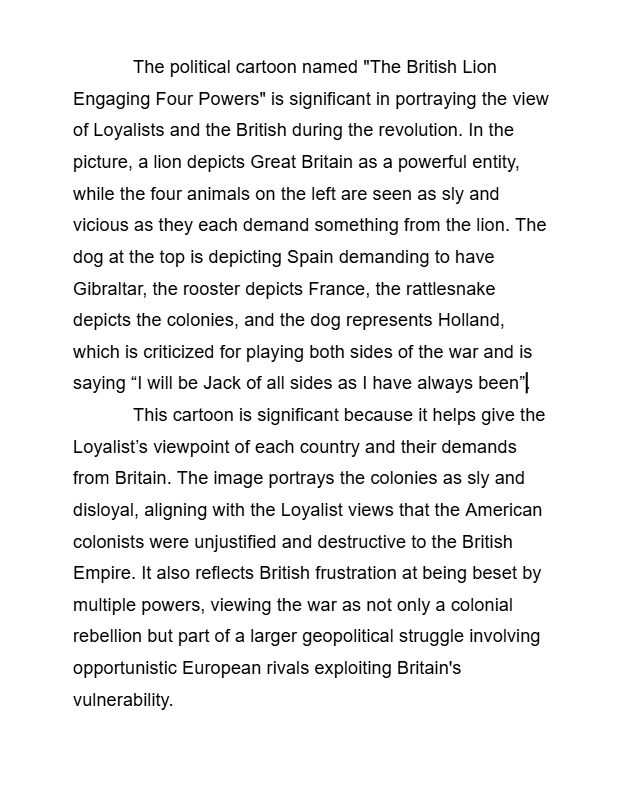 The political cartoon named "The British Lion
Engaging Four Powers" is significant in portraying the view
of Loyalists and the British during the revolution. In the
picture, a lion depicts Great Britain as a powerful entity,
while the four animals on the left are seen as sly and
vicious as they each demand something from the lion. The
dog at the top is depicting Spain demanding to have
Gibraltar, the rooster depicts France, the rattlesnake
depicts the colonies, and the dog represents Holland,
which is criticized for playing both sides of the war and is
saying “I will be Jack of all sides as I have always been”.
This cartoon is significant because it helps give the
Loyalist’s viewpoint of each country and their demands
from Britain. The image portrays the colonies as sly and
disloyal, aligning with the Loyalist views that the American
colonists were unjustified and destructive to the British
Empire. It also reflects British frustration at being beset by
multiple powers, viewing the war as not only a colonial
rebellion but part of a larger geopolitical struggle involving
opportunistic European rivals exploiting Britain's
vulnerability.